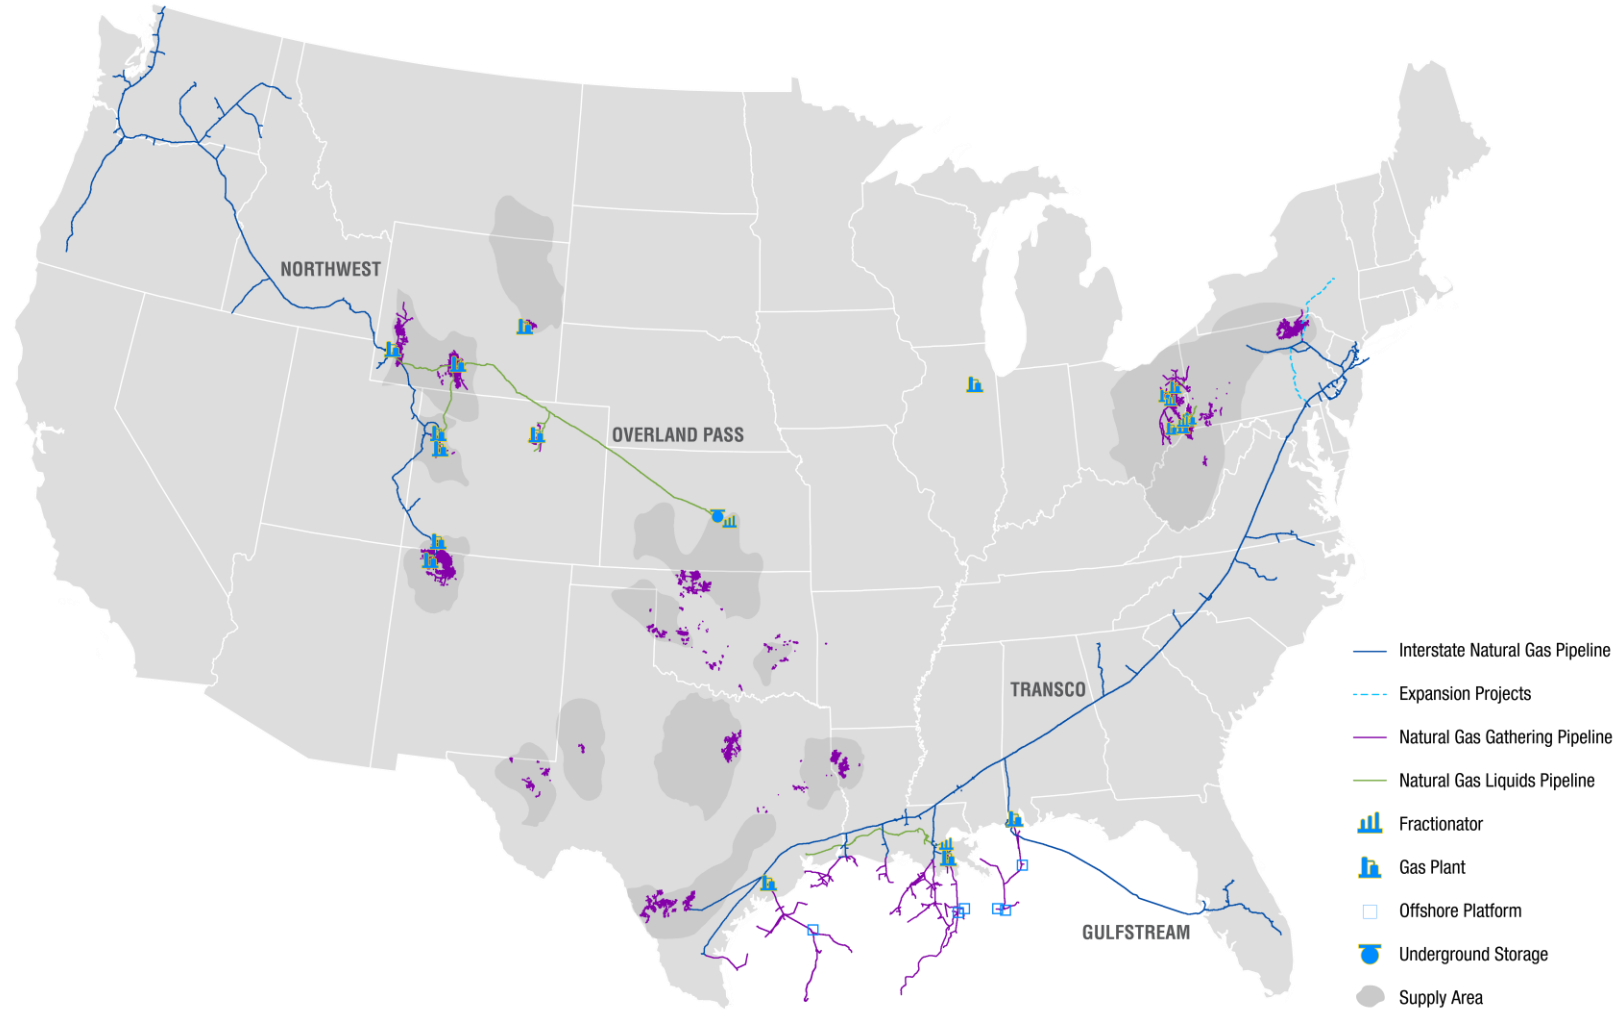 NORTHWEST
OVERLAND PASS
TRANSCO
GULFSTREAM
Interstate Natural Gas Pipeline
Expansion Projects
Natural Gas Gathering Pipeline
Natural Gas Liquids Pipeline
Fractionator
Gas Plant
Offshore Platform
Underground Storage
Supply Area